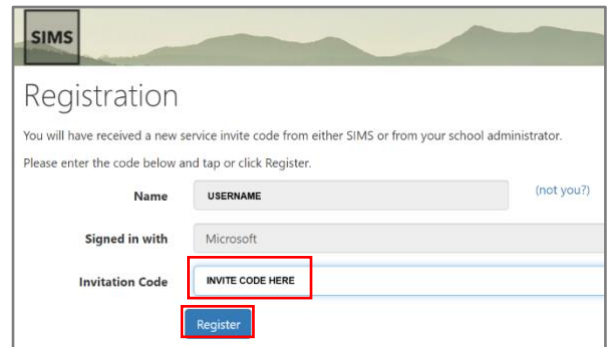 SIMS
Registration
You will have received a new service invite code from either SIMS or from your school administrator.
Please enter the code below and tap or click Register.
Name USERNAME (not you?)
Signed in with Microsoft
Invitation Code INVITE CODE HERE
Register